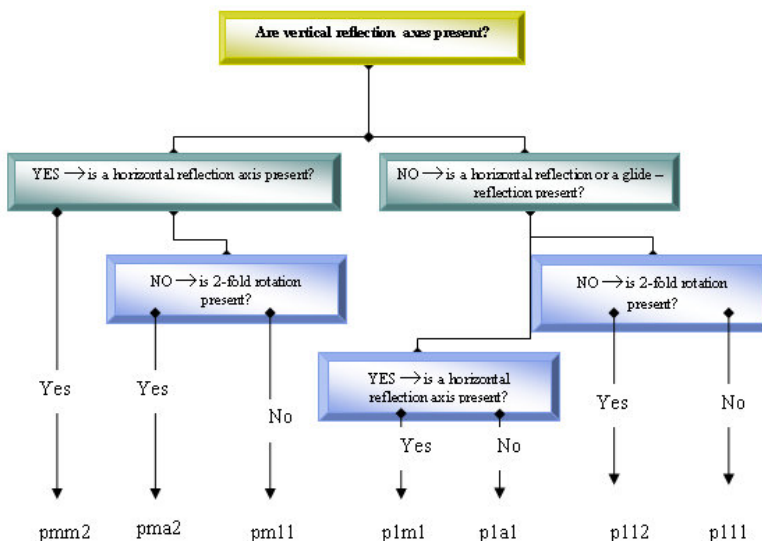 Are vertical reflection axes present?
YES →is a horizontal reflection axis present?
NO →is a horizontal reflection or a glide –
reflection present?
NO →is 2-fold rotation
present?
NO →is 2-fold rotation
present?
YES →is a horizontal
reflection axis present?
Yes
Yes
No
Yes
No
Yes
No
pmm2
pma2
pm11
p1m1
p1a1
p112
p111